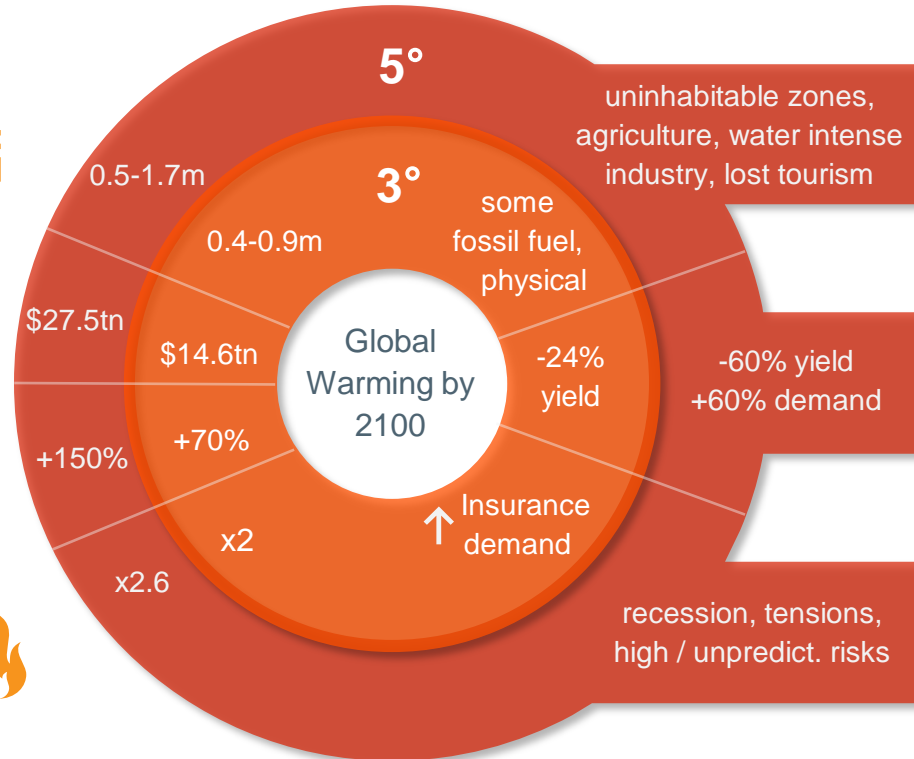 5°
uninhabitable zones,
agriculture, water intense
industry, lost tourism
0.5-1.7m
3°
some
fossil fuel,
physical
0.4-0.9m
$27.5tn
$14.6tn
Global
Warming by
2100
-24%
yield
-60% yield
+60% demand
+150%
+70%
↑ Insurance
demand
x2
x2.6
recession, tensions,
high / unpredict. risks